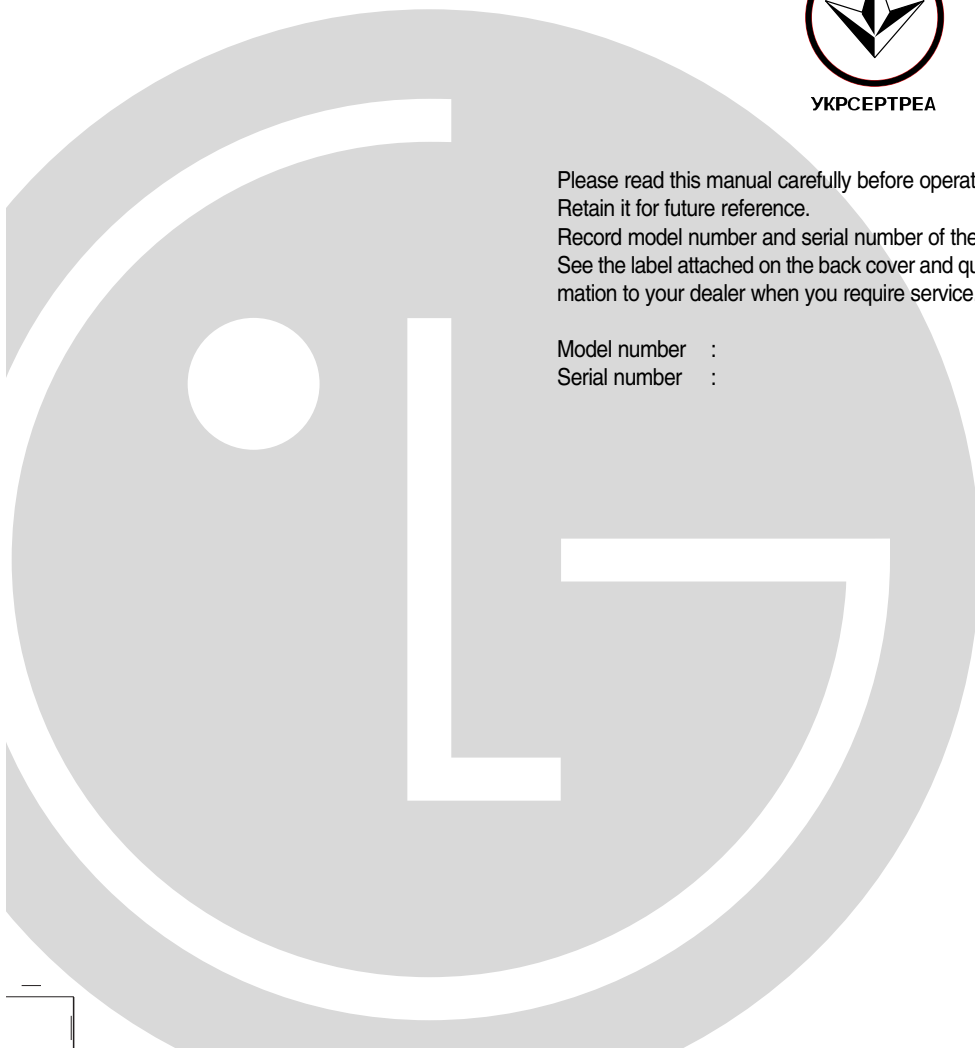 УКРСЕРТРЕА
Please read this manual carefully before operat
Retain it for future reference.
Record model number and serial number of the
See the label attached on the back cover and qu
mation to your dealer when you require service
Model number :
Serial number :
LG